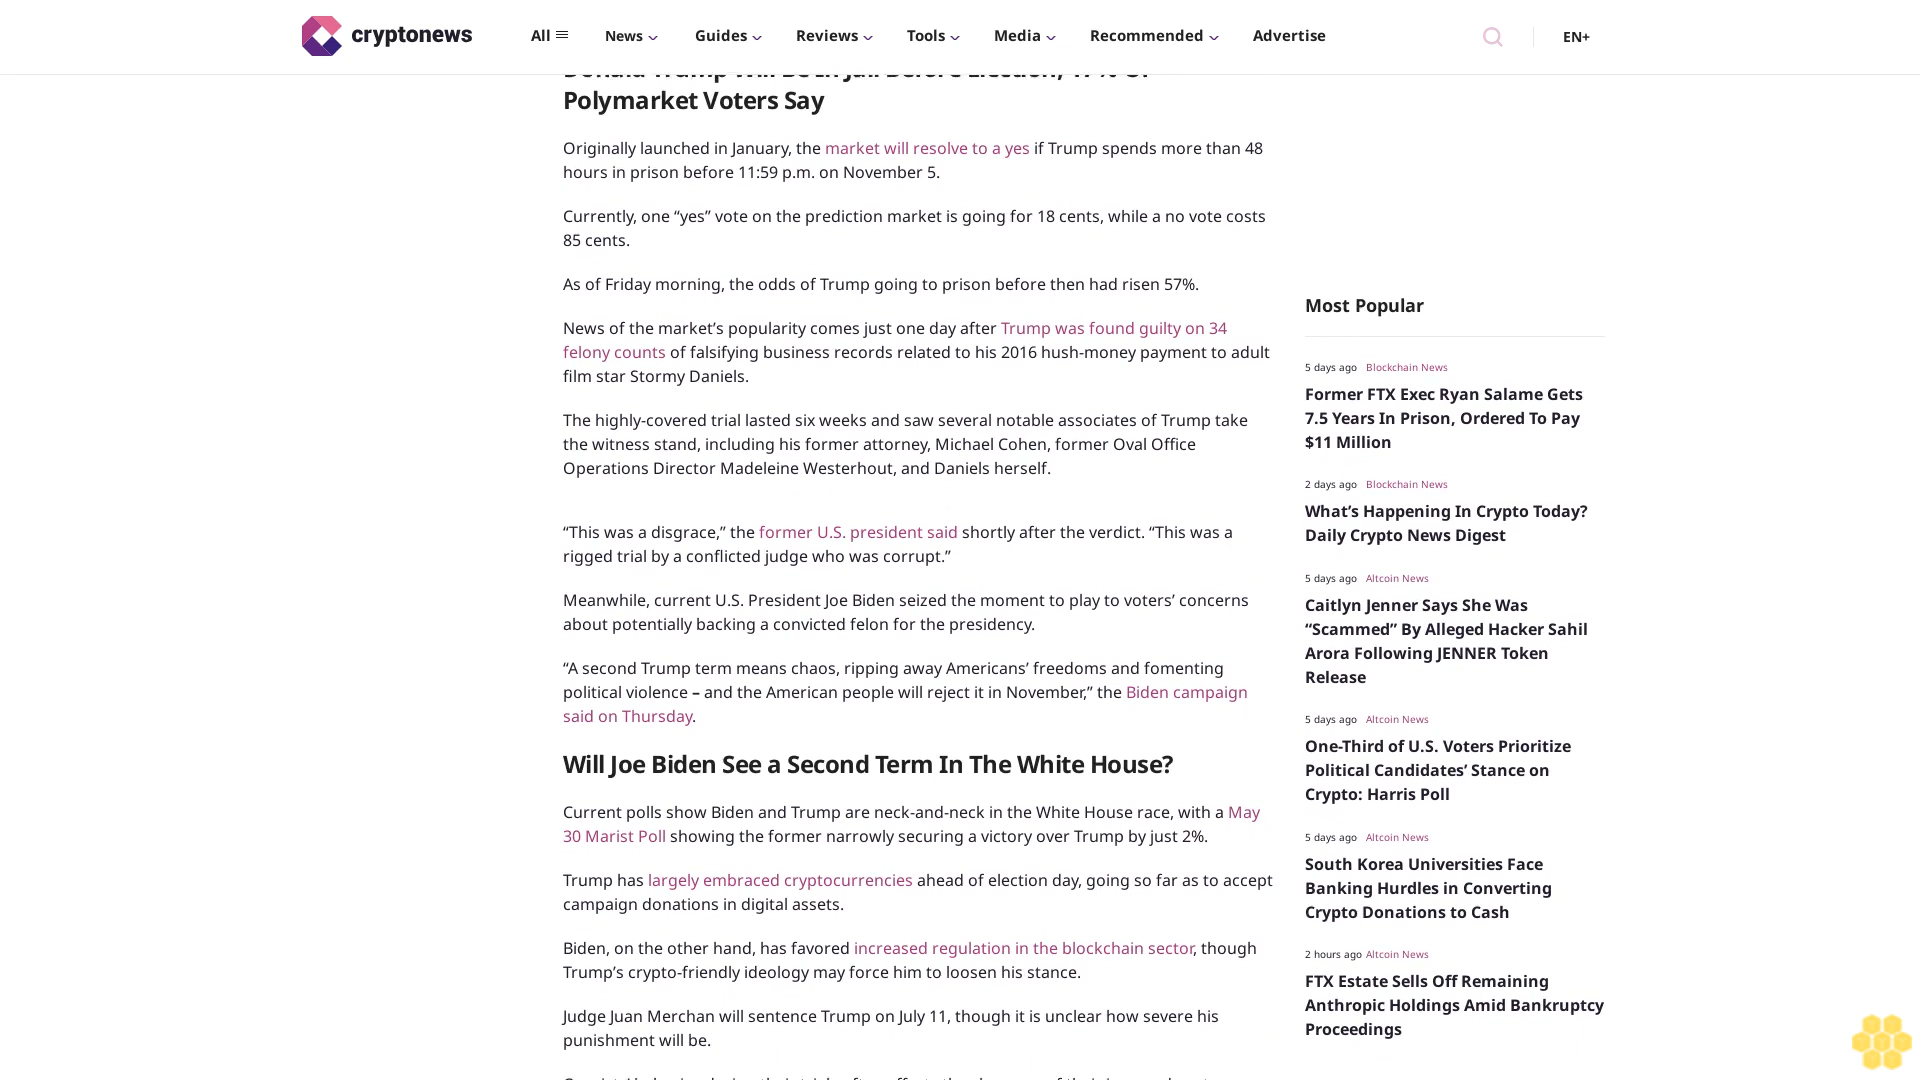 cryptonews
All
News
Guides
Reviews
Tools
Media
Recommended
Advertise
EN+
Polymarket Voters Say
Originally launched in January, the market will resolve to a yes if Trump spends more than 48
hours in prison before 11:59 p.m. on November 5.
Currently, one “yes” vote on the prediction market is going for 18 cents, while a no vote costs
85 cents.
As of Friday morning, the odds of Trump going to prison before then had risen 57%.
News of the market’s popularity comes just one day after Trump was found guilty on 34
felony counts of falsifying business records related to his 2016 hush-money payment to adult
film star Stormy Daniels.
The highly-covered trial lasted six weeks and saw several notable associates of Trump take
the witness stand, including his former attorney, Michael Cohen, former Oval Office
Operations Director Madeleine Westerhout, and Daniels herself.
“This was a disgrace,” the former U.S. president said shortly after the verdict. “This was a
rigged trial by a conflicted judge who was corrupt.”
Meanwhile, current U.S. President Joe Biden seized the moment to play to voters’ concerns
about potentially backing a convicted felon for the presidency.
“A second Trump term means chaos, ripping away Americans’ freedoms and fomenting
political violence – and the American people will reject it in November,” the Biden campaign
said on Thursday.
Will Joe Biden See a Second Term In The White House?
Current polls show Biden and Trump are neck-and-neck in the White House race, with a May
30 Marist Poll showing the former narrowly securing a victory over Trump by just 2%.
Trump has largely embraced cryptocurrencies ahead of election day, going so far as to accept
campaign donations in digital assets.
Biden, on the other hand, has favored increased regulation in the blockchain sector, though
Trump’s crypto-friendly ideology may force him to loosen his stance.
Judge Juan Merchan will sentence Trump on July 11, though it is unclear how severe his
punishment will be.
Most Popular
5 days ago Blockchain News
Former FTX Exec Ryan Salame Gets
7.5 Years In Prison, Ordered To Pay
$11 Million
2 days ago Blockchain News
What’s Happening In Crypto Today?
Daily Crypto News Digest
5 days ago Altcoin News
Caitlyn Jenner Says She Was
“Scammed” By Alleged Hacker Sahil
Arora Following JENNER Token
Release
5 days ago Altcoin News
One-Third of U.S. Voters Prioritize
Political Candidates’ Stance on
Crypto: Harris Poll
5 days ago Altcoin News
South Korea Universities Face
Banking Hurdles in Converting
Crypto Donations to Cash
2 hours ago Altcoin News
FTX Estate Sells Off Remaining
Anthropic Holdings Amid Bankruptcy
Proceedings